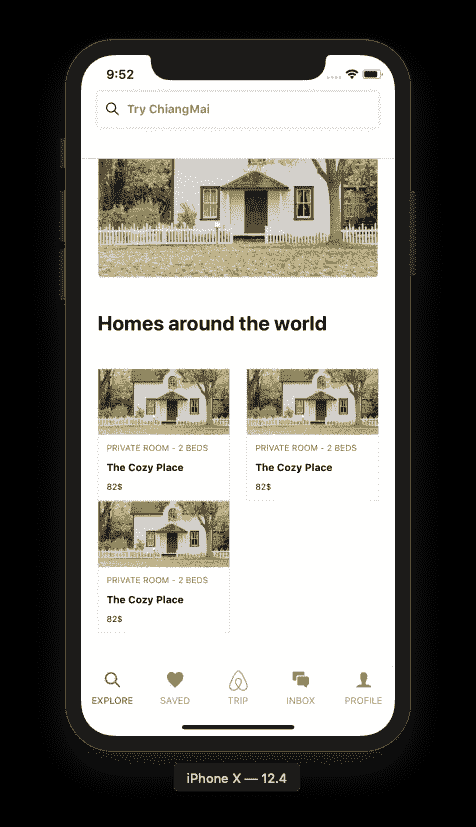 9:52
Try ChiangMai
Homes around the world
PRIVATE ROOM - 2 BEDS
The Cozy Place
82$
PRIVATE ROOM - 2 BEDS
The Cozy Place
82$
PRIVATE ROOM - 2 BEDS
The Cozy Place
82$
EXPLORE SAVED TRIP INBOX PROFILE
iPhone X — 12.4